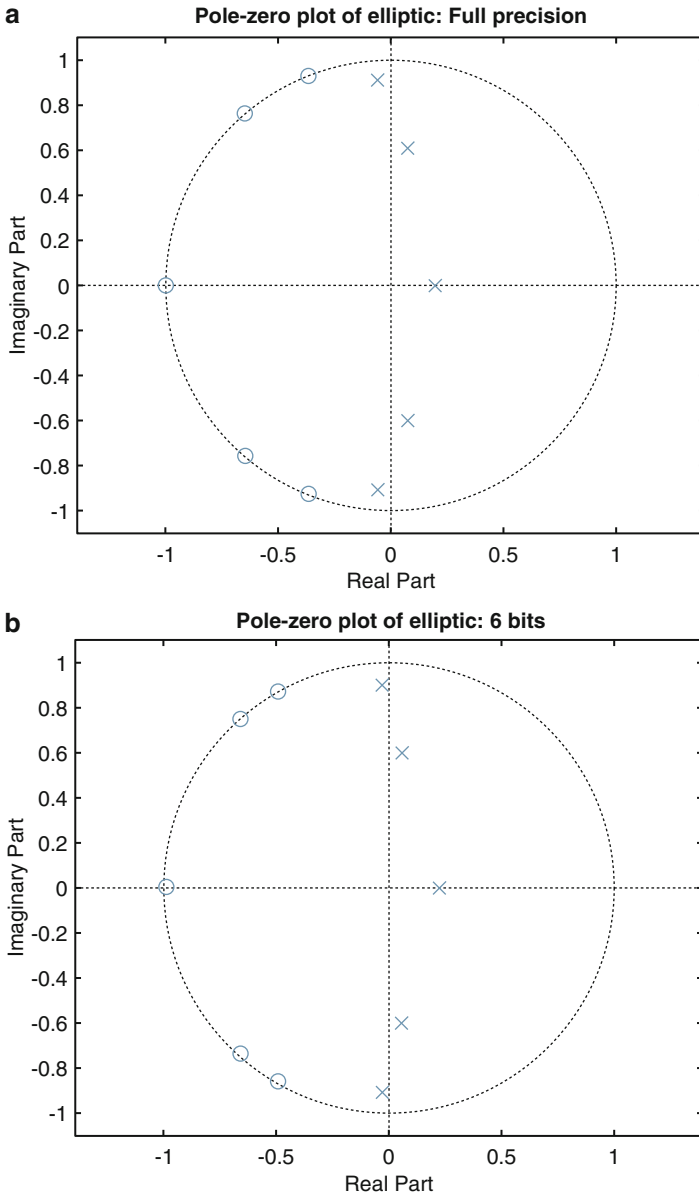 a
Pole-zero plot of elliptic: Full precision
1
0.8
0.6
0.4
0.2
0
-0.2
-0.4
-0.6
-0.8
-1
Imaginary Part
-1 -0.5 0 0.5 1
Real Part
b
Pole-zero plot of elliptic: 6 bits
1
0.8
0.6
0.4
0.2
0
-0.2
-0.4
-0.6
-0.8
-1
Imaginary Part
-1 -0.5 0 0.5 1
Real Part